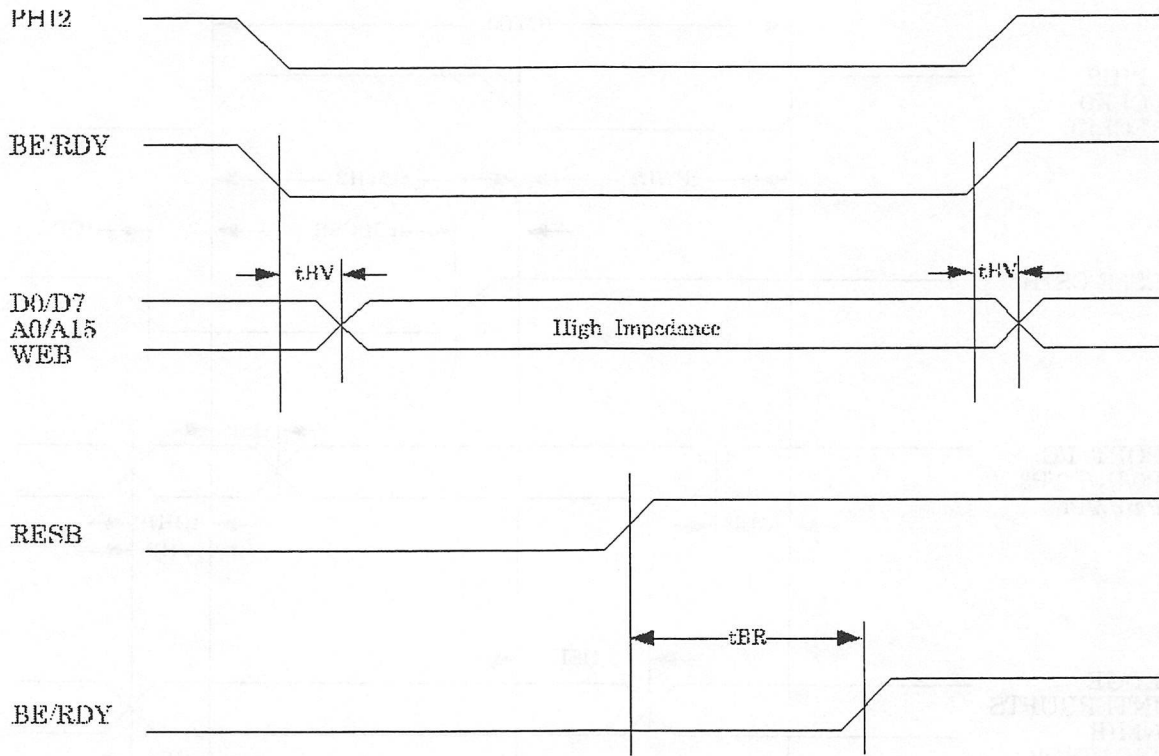 PHI2
BE/RDY
tBV
tBV
D0/D7
A0/A15
WEB
High Impedance
RESB
tBR
BE/RDY